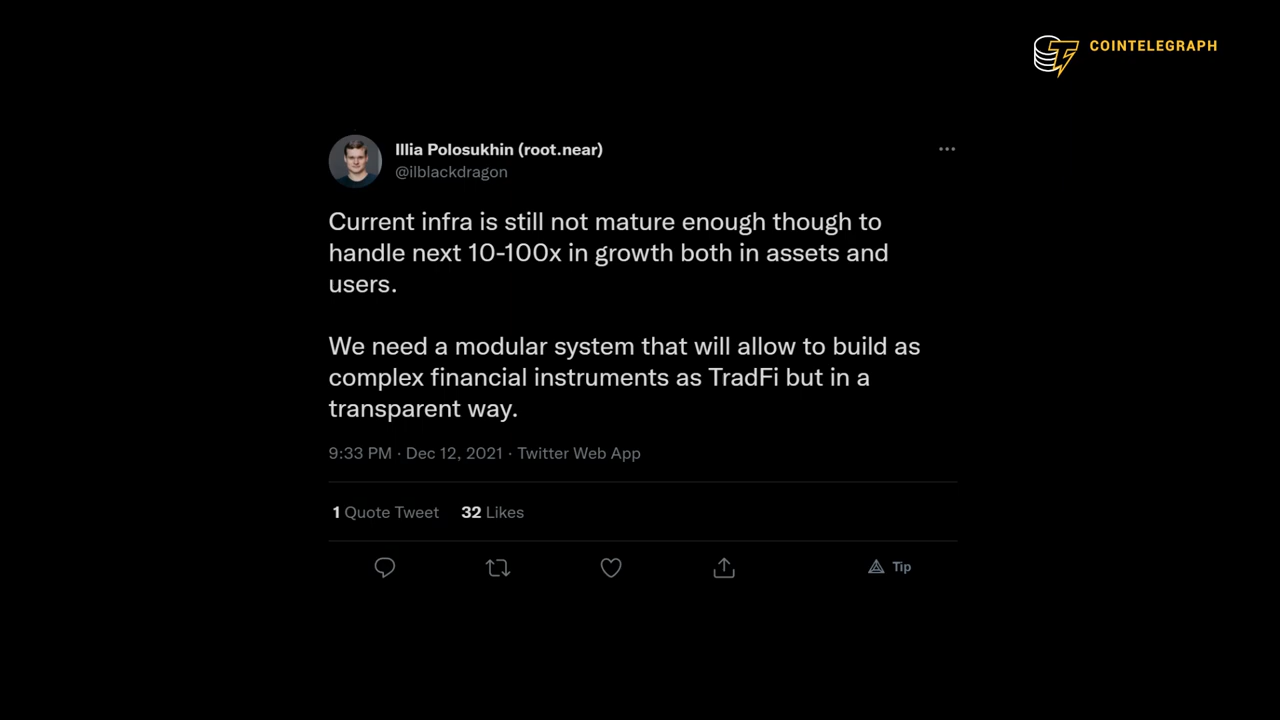 COINTELEGRAPH
Illia Polosukhin (root.near)
@ilblackdragon
Current infra is still not mature enough though to
handle next 10-100x in growth both in assets and
users.
We need a modular system that will allow to build as
complex financial instruments as TradFi but in a
transparent way.
9:33 PM · Dec 12, 2021 · Twitter Web App
1 Quote Tweet 32 Likes
Tip